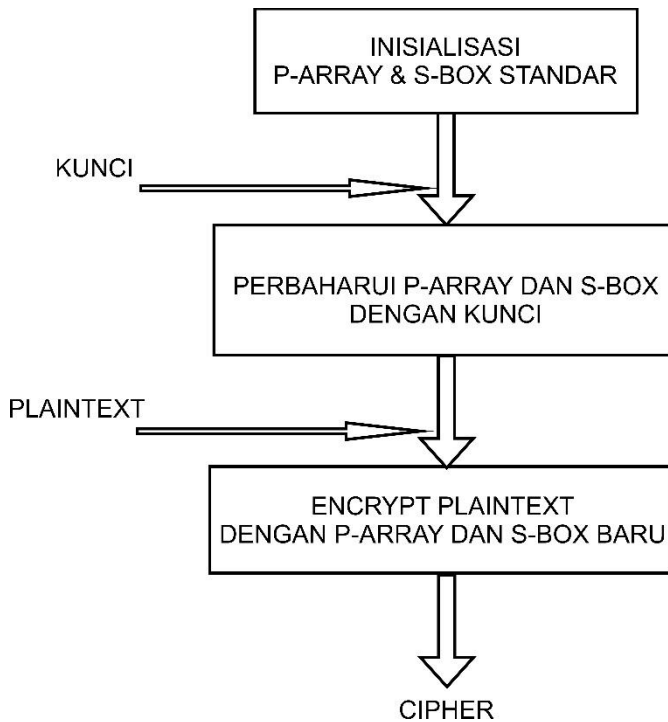 INISIALISASI
P-ARRAY & S-BOX STANDAR
KUNCI
PERBAHARUI P-ARRAY DAN S-BOX
DENGAN KUNCI
PLAINTEXT
ENCRYPT PLAINTEXT
DENGAN P-ARRAY DAN S-BOX BARU
CIPHER